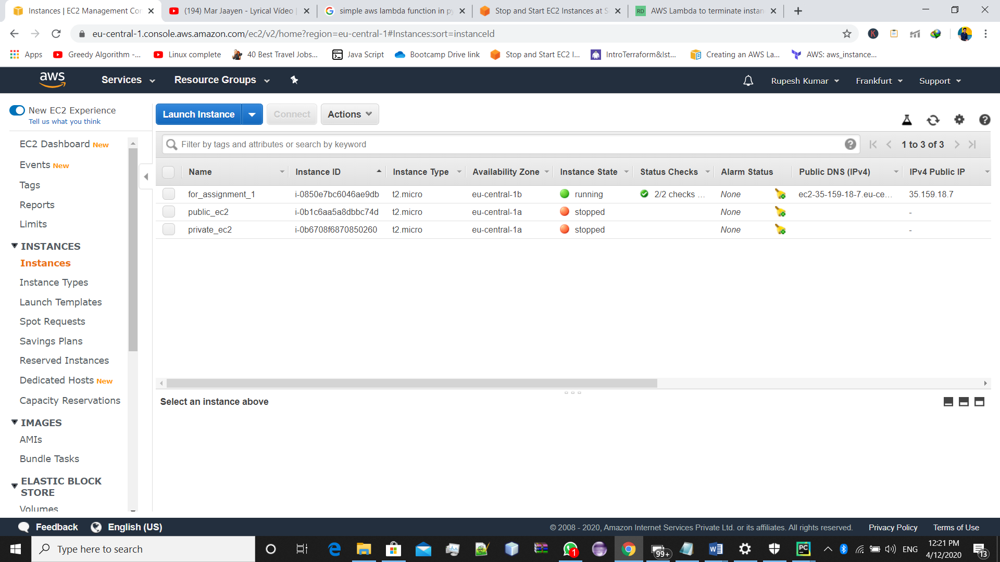 Instances | EC2 Management Con
(194) Mar Jaayen - Lyrical Vídeo |
simple aws lambda function in py
Stop and Start EC2 Instances at S
RD AWS Lambda to terminate instan
eu-central-1.console.aws.amazon.com/ec2/v2/home?region=eu-central-1#Instances:sort=instanceId
K
Apps
Greedy Algorithm -...
Linux complete
40 Best Travel Jobs...
Java Script
Bootcamp Drive link
Stop and Start EC2 I...
IntroTerraform&Ist...
Creating an AWS La...
AWS: aws_instance...
aws
Services
Resource Groups
Rupesh Kumar
Frankfurt
Support
New EC2 Experience
Tell us what you think
EC2 Dashboard New
Events New
Tags
Reports
Limits
INSTANCES
Instances
Instance Types
Launch Templates
Spot Requests
Savings Plans
Reserved Instances
Dedicated Hosts New
Capacity Reservations
IMAGES
AMIs
Bundle Tasks
ELASTIC BLOCK
STORE
Volumes
Launch Instance
Connect
Actions
Filter by tags and attributes or search by keyword
1 to 3 of 3
Name Instance ID Instance Type Availability Zone Instance State Status Checks Alarm Status Public DNS (IPv4) IPv4 Public IP
for_assignment_1 i-0850e7bc6046ae9db t2.micro eu-central-1b running 2/2 checks ... None ec2-35-159-18-7.eu-ce... 35.159.18.7
public_ec2 i-0b1c6aa5a8dbbc74d t2.micro eu-central-1a stopped None -
private_ec2 i-0b6708f6870850260 t2.micro eu-central-1a stopped None -
Select an instance above
Feedback
English (US)
© 2008 - 2020, Amazon Internet Services Private Ltd. or its affiliates. All rights reserved.
Privacy Policy
Terms of Use
Type here to search
1
99+
PC
ENG
12:21 PM
4/12/2020
13